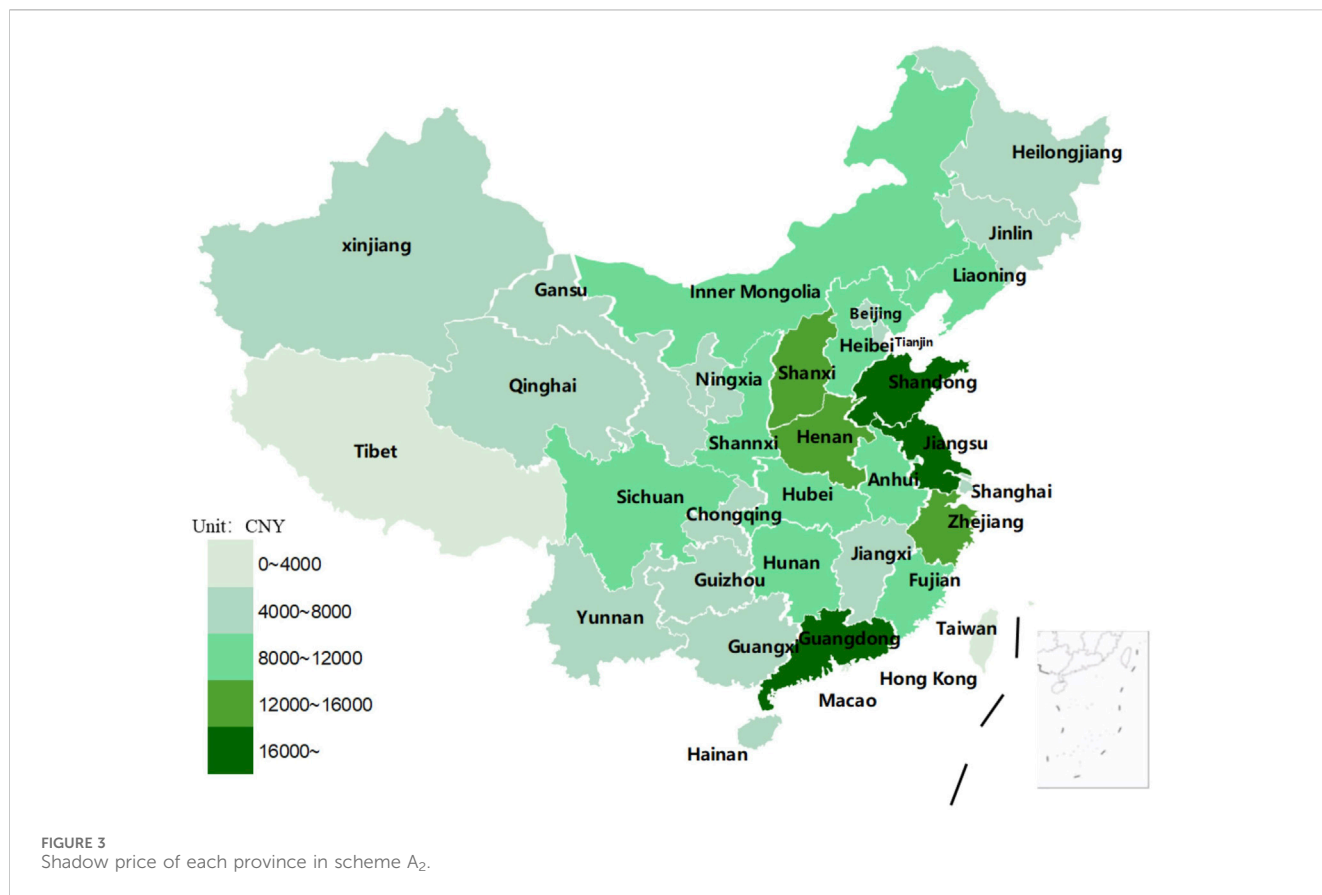 Heilongjiang
Jinlin
xinjiang
Liaoning
Gansu
Inner Mongolia
Beijing
Heibei
Tianjin
Ningxia
Shanxi
Shandong
Qinghai
Shannxi
Henan
Jiangsu
Tibet
Anhui
Sichuan
Hubei
Shanghai
Chongqing
Zhejiang
Jiangxi
Hunan
Guizhou
Fujian
Yunnan
Taiwan
Guangxi
Guangdong
Hong Kong
Macao
Hainan
Unit: CNY
0~4000
4000~8000
8000~12000
12000~16000
16000~
FIGURE 3
Shadow price of each province in scheme A₂.